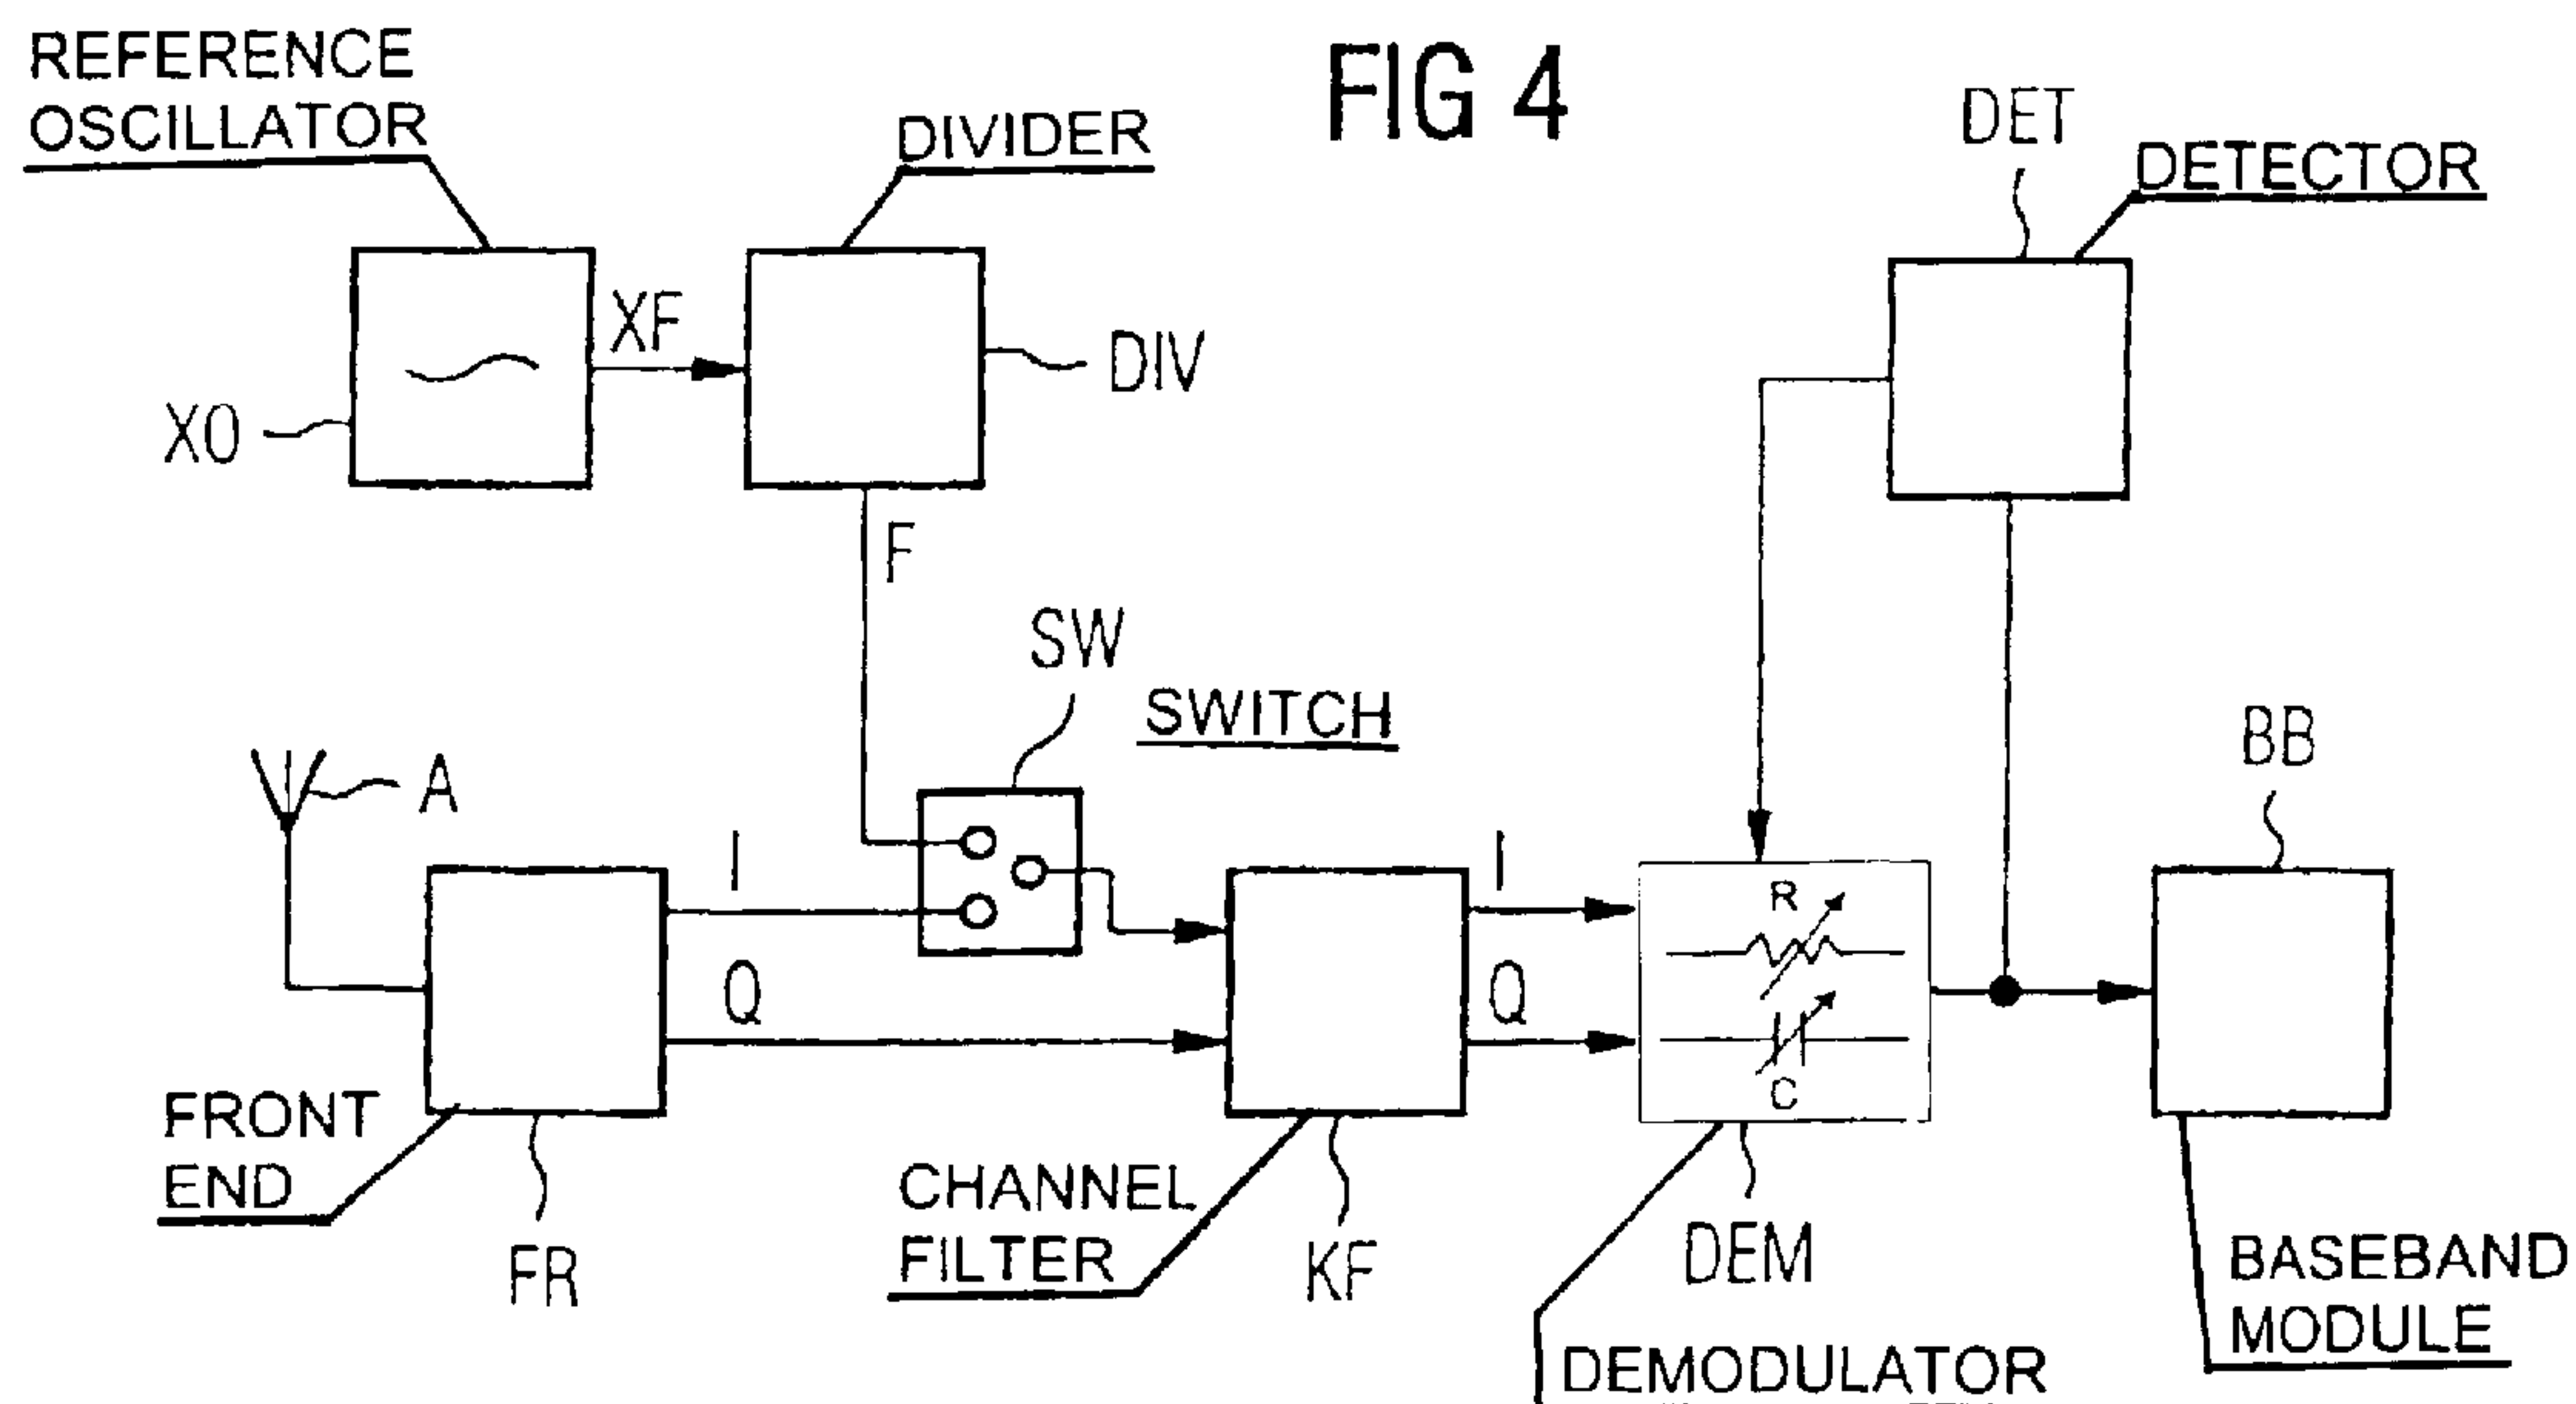 FIG 4
REFERENCE
OSCILLATOR
DIVIDER
DET
DETECTOR
XF
DIV
XO
F
SW
SWITCH
A
BB
I
I
R
Q
Q
C
FRONT
END
FR
CHANNEL
FILTER
KF
DEM
BASEBAND
MODULE
DEMODULATOR